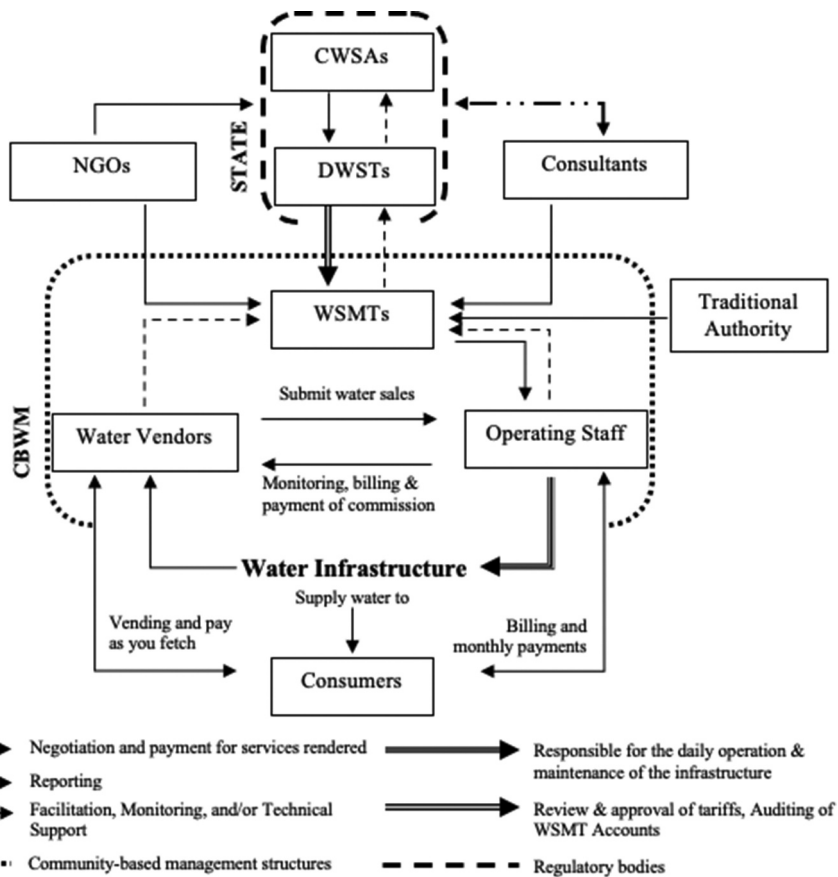 CWSAs
STATE
NGOs
DWSTs
Consultants
WSMTs
Traditional
Authority
CBWM
Submit water sales
Water Vendors
Operating Staff
Monitoring, billing &
payment of commission
Water Infrastructure
Supply water to
Vending and pay
as you fetch
Billing and
monthly payments
Consumers
Negotiation and payment for services rendered
Reporting
Facilitation, Monitoring, and/or Technical
Support
Community-based management structures
Responsible for the daily operation &
maintenance of the infrastructure
Review & approval of tariffs, Auditing of
WSMT Accounts
Regulatory bodies